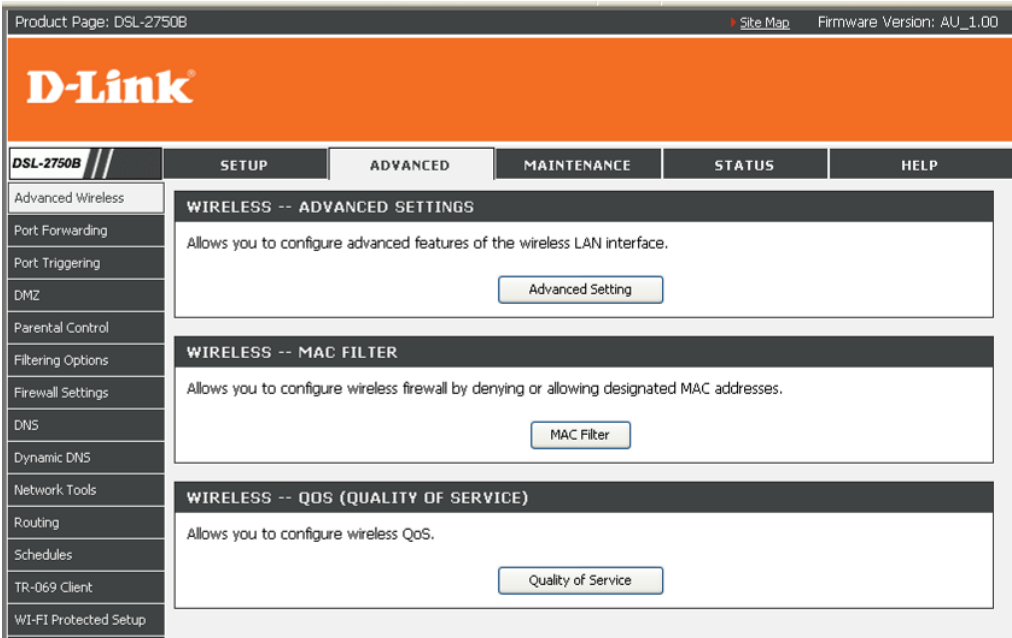 Product Page: DSL-2750B Site Map Firmware Version: AU_1.00
D-Link®
DSL-2750B SETUP ADVANCED MAINTENANCE STATUS HELP
Advanced Wireless
Port Forwarding
Port Triggering
DMZ
Parental Control
Filtering Options
Firewall Settings
DNS
Dynamic DNS
Network Tools
Routing
Schedules
TR-069 Client
WI-FI Protected Setup
WIRELESS -- ADVANCED SETTINGS
Allows you to configure advanced features of the wireless LAN interface.
Advanced Setting
WIRELESS -- MAC FILTER
Allows you to configure wireless firewall by denying or allowing designated MAC addresses.
MAC Filter
WIRELESS -- QOS (QUALITY OF SERVICE)
Allows you to configure wireless QoS.
Quality of Service